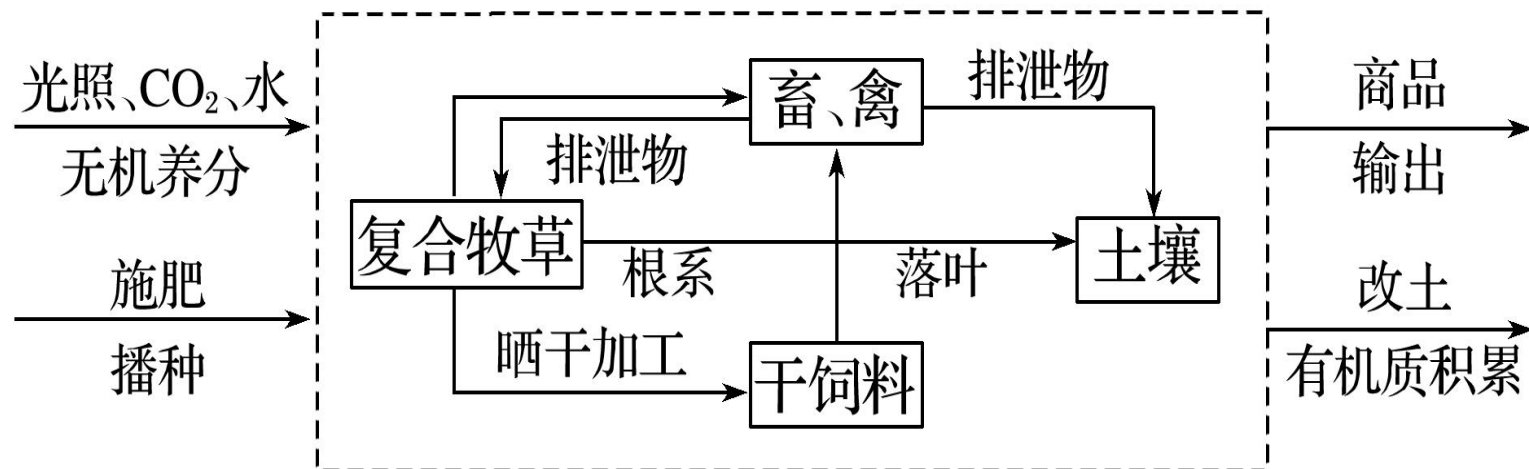 光照、CO₂、水
无机养分
施肥
播种
畜、禽
排泄物
排泄物
复合牧草
根系
落叶
土壤
晒干加工
干饲料
商品
输出
改土
有机质积累